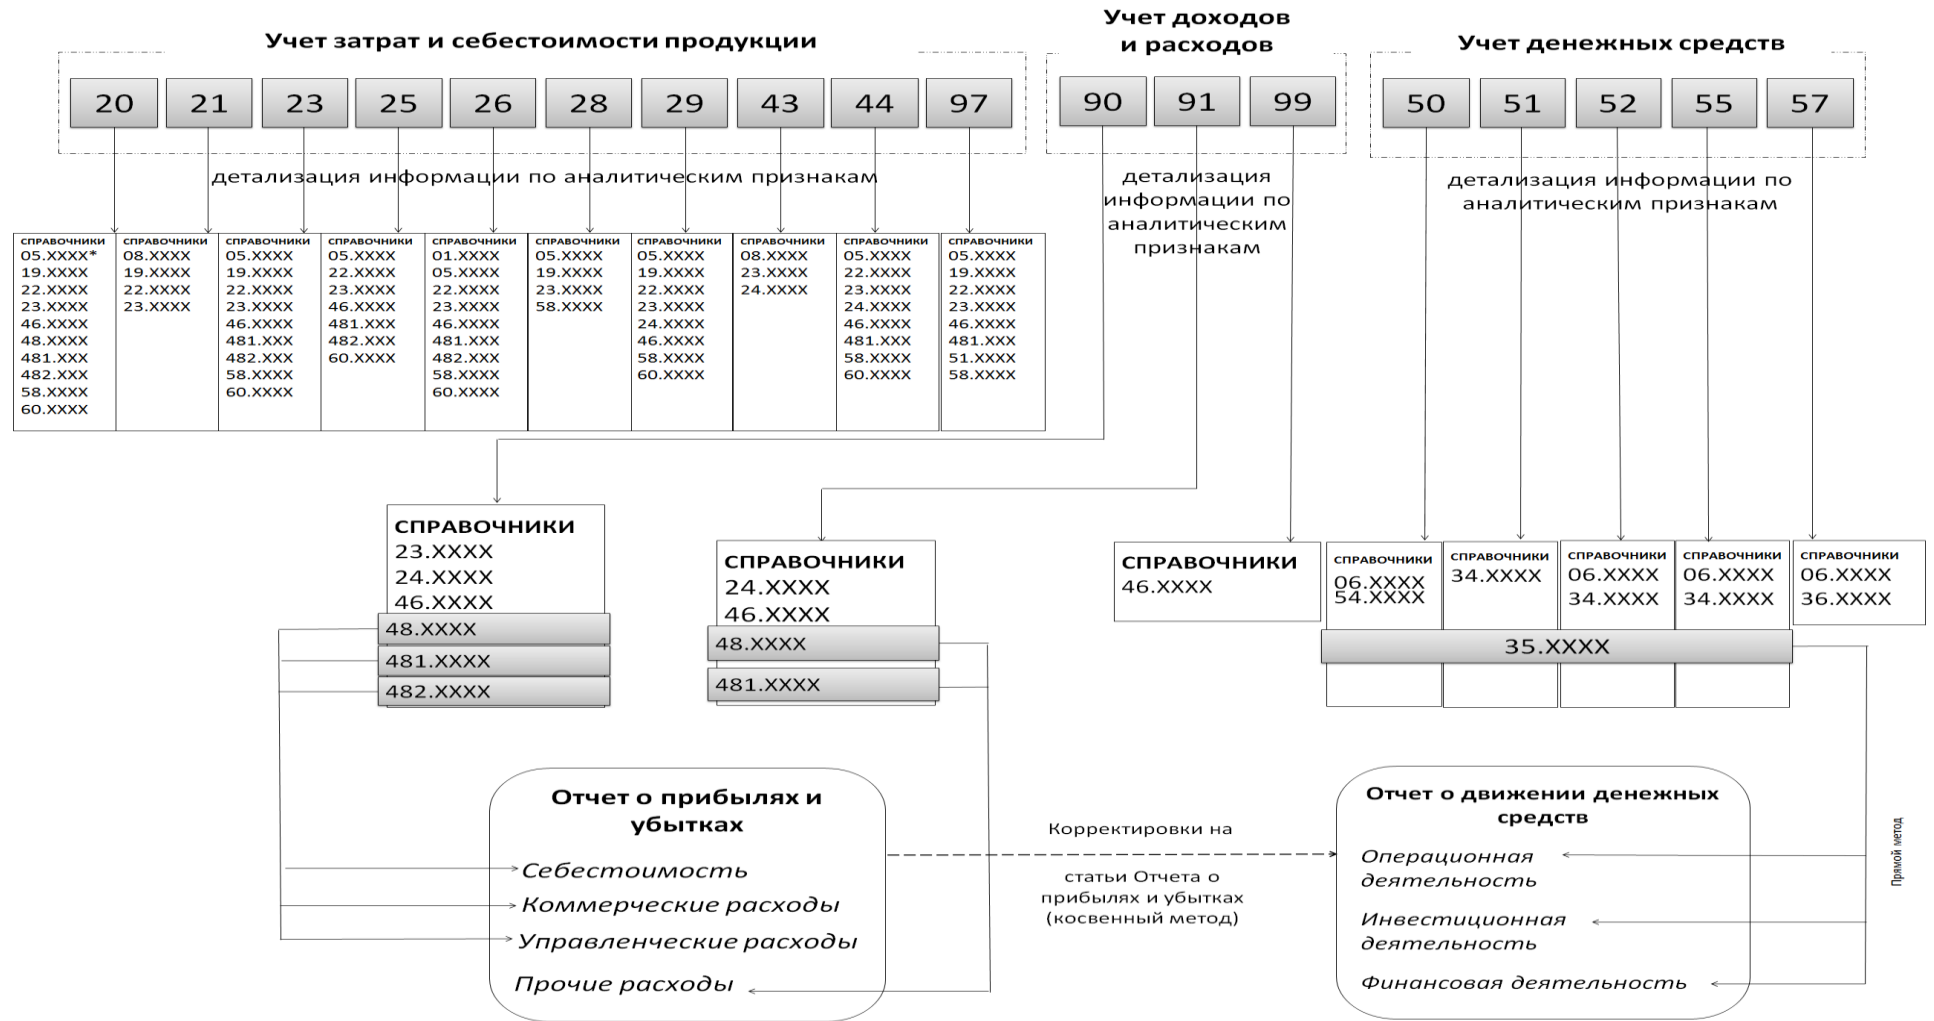 Учет затрат и себестоимости продукции
20
21
23
25
26
28
29
43
44
97
детализация информации по аналитическим признакам
СПРАВОЧНИКИ
05.XXXX*
19.XXXX
22.XXXX
23.XXXX
46.XXXX
48.XXXX
481.XXX
482.XXX
58.XXXX
60.XXXX
СПРАВОЧНИКИ
08.XXXX
19.XXXX
22.XXXX
23.XXXX
СПРАВОЧНИКИ
05.XXXX
19.XXXX
22.XXXX
23.XXXX
46.XXXX
481.XXX
482.XXX
58.XXXX
60.XXXX
СПРАВОЧНИКИ
05.XXXX
22.XXXX
23.XXXX
46.XXXX
481.XXX
482.XXX
60.XXXX
СПРАВОЧНИКИ
01.XXXX
05.XXXX
22.XXXX
23.XXXX
46.XXXX
481.XXX
482.XXX
58.XXXX
60.XXXX
СПРАВОЧНИКИ
05.XXXX
19.XXXX
23.XXXX
58.XXXX
СПРАВОЧНИКИ
05.XXXX
19.XXXX
22.XXXX
23.XXXX
24.XXXX
46.XXXX
58.XXXX
60.XXXX
СПРАВОЧНИКИ
08.XXXX
23.XXXX
24.XXXX
СПРАВОЧНИКИ
05.XXXX
22.XXXX
23.XXXX
24.XXXX
46.XXXX
481.XXX
58.XXXX
60.XXXX
СПРАВОЧНИКИ
05.XXXX
19.XXXX
22.XXXX
23.XXXX
46.XXXX
481.XXX
51.XXXX
58.XXXX
Учет доходов
и расходов
90
91
99
детализация
информации по
аналитическим
признакам
СПРАВОЧНИКИ
23.XXXX
24.XXXX
46.XXXX
48.XXXX
481.XXXX
482.XXXX
СПРАВОЧНИКИ
24.XXXX
46.XXXX
48.XXXX
481.XXXX
СПРАВОЧНИКИ
46.XXXX
Учет денежных средств
50
51
52
55
57
детализация информации по
аналитическим признакам
СПРАВОЧНИКИ
06.XXXX
54.XXXX
СПРАВОЧНИКИ
34.XXXX
СПРАВОЧНИКИ
06.XXXX
34.XXXX
СПРАВОЧНИКИ
06.XXXX
34.XXXX
СПРАВОЧНИКИ
06.XXXX
36.XXXX
35.XXXX
Отчет о прибылях и
убытках
Себестоимость
Коммерческие расходы
Управленческие расходы
Прочие расходы
Корректировки на
статьи Отчета о
прибылях и убытках
(косвенный метод)
Отчет о движении денежных
средств
Операционная
деятельность
Инвестиционная
деятельность
Финансовая деятельность
Прямой метод